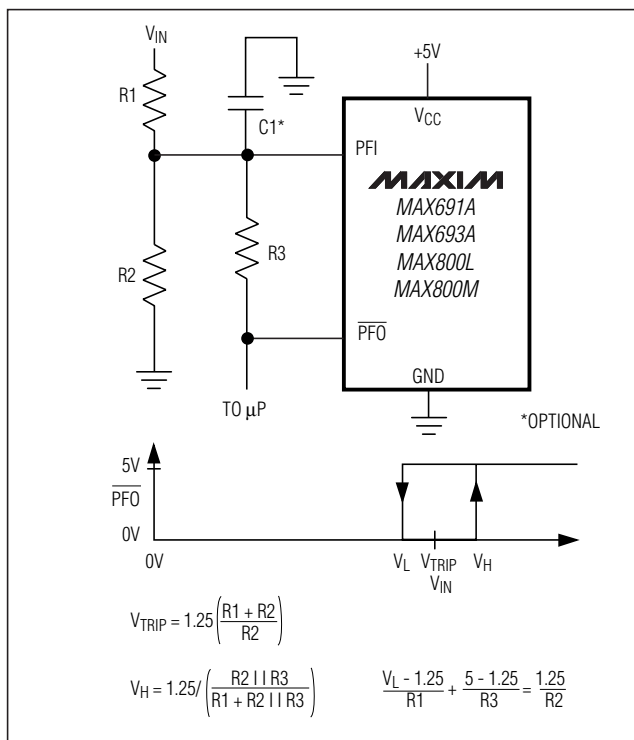 V_IN
R1
C1*
+5V
V_CC
PFI
MAXIM
MAX691A
MAX693A
MAX800L
MAX800M
R2
R3
P̅F̅O̅
GND
TO µP
*OPTIONAL
5V
P̅F̅O̅
0V
0V
V_L V_TRIP V_H
V_IN
V_TRIP = 1.25 ( (R1 + R2) / R2 )
V_H = 1.25/ ( (R2 I I R3) / (R1 + R2 I I R3) ) (V_L - 1.25) / R1 + (5 - 1.25) / R3 = 1.25 / R2